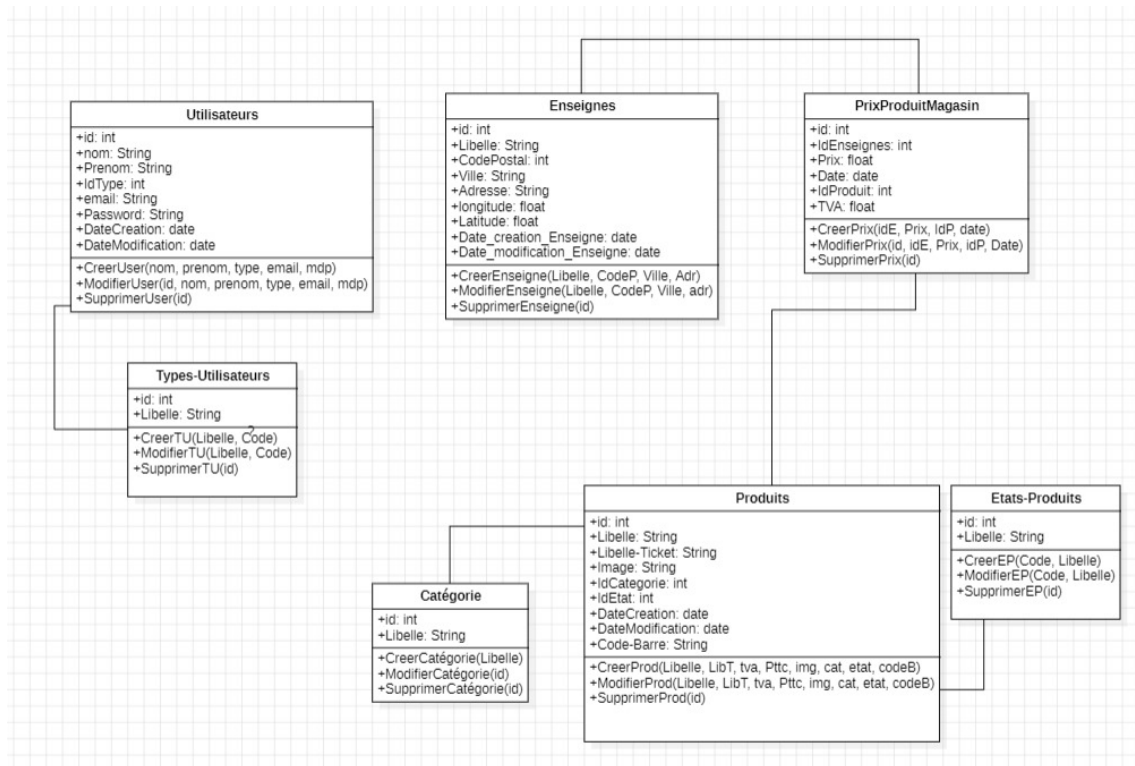 Utilisateurs
+id: int
+nom: String
+Prenom: String
+IdType: int
+email: String
+Password: String
+DateCreation: date
+DateModification: date
+CreerUser(nom, prenom, type, email, mdp)
+ModifierUser(id, nom, prenom, type, email, mdp)
+SupprimerUser(id)
Enseignes
+id: int
+Libelle: String
+CodePostal: int
+Ville: String
+Adresse: String
+longitude: float
+Latitude: float
+Date_creation_Enseigne: date
+Date_modification_Enseigne: date
+CreerEnseigne(Libelle, CodeP, Ville, Adr)
+ModifierEnseigne(Libelle, CodeP, Ville, adr)
+SupprimerEnseigne(id)
PrixProduitMagasin
+id: int
+IdEnseignes: int
+Prix: float
+Date: date
+IdProduit: int
+TVA: float
+CreerPrix(idE, Prix, IdP, date)
+ModifierPrix(id, idE, Prix, idP, Date)
+SupprimerPrix(id)
Types-Utilisateurs
+id: int
+Libelle: String
+CreerTU(Libelle, Code)
+ModifierTU(Libelle, Code)
+SupprimerTU(id)
Catégorie
+id: int
+Libelle: String
+CreerCatégorie(Libelle)
+ModifierCatégorie(id)
+SupprimerCatégorie(id)
Produits
+id: int
+Libelle: String
+Libelle-Ticket: String
+Image: String
+IdCategorie: int
+IdEtat: int
+DateCreation: date
+DateModification: date
+Code-Barre: String
+CreerProd(Libelle, LibT, tva, Pttc, img, cat, etat, codeB)
+ModifierProd(Libelle, LibT, tva, Pttc, img, cat, etat, codeB)
+SupprimerProd(id)
Etats-Produits
+id: int
+Libelle: String
+CreerEP(Code, Libelle)
+ModifierEP(Code, Libelle)
+SupprimerEP(id)